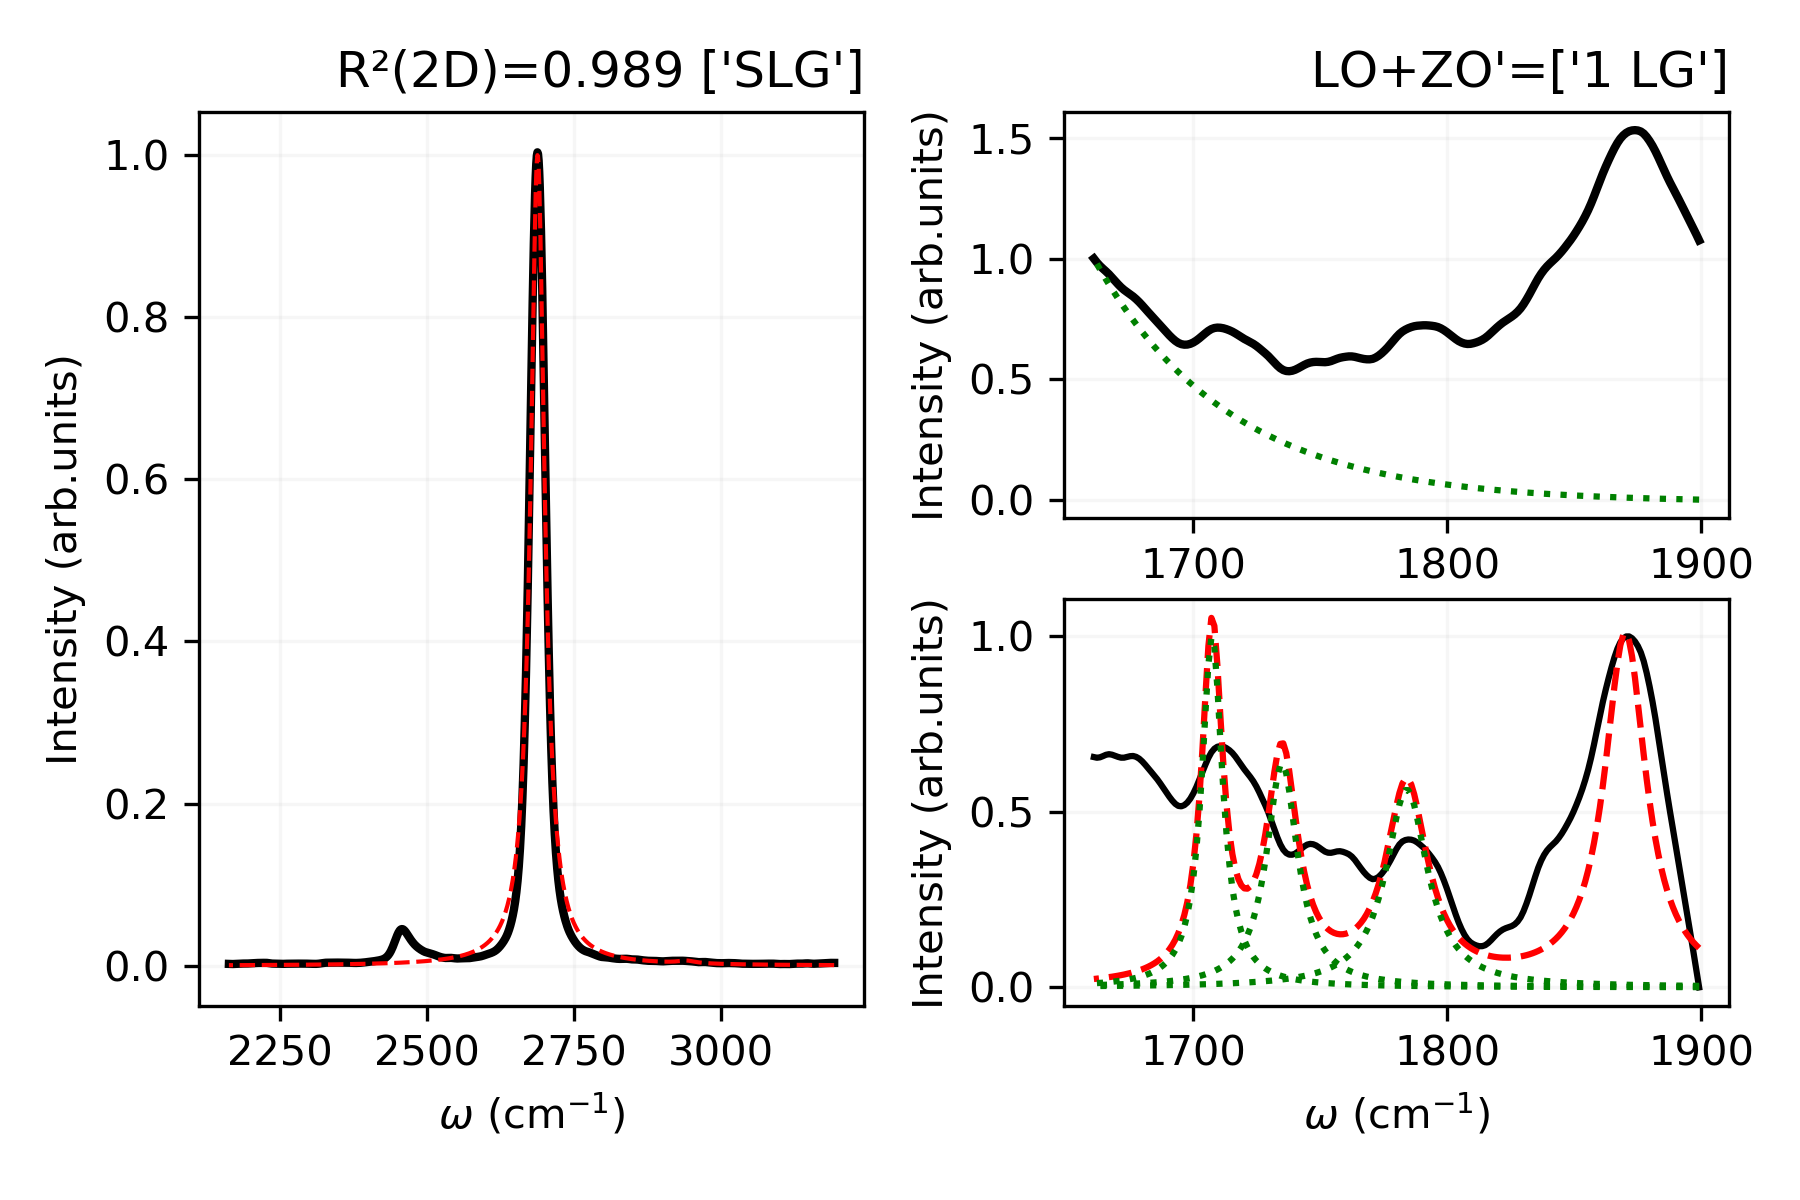 R²(2D)=0.989 ['SLG']
Intensity (arb.units)
1.0
0.8
0.6
0.4
0.2
0.0
2250 2500 2750 3000
ω (cm⁻¹)
LO+ZO'=['1 LG']
Intensity (arb.units)
1.5
1.0
0.5
0.0
1700 1800 1900
Intensity (arb.units)
1.0
0.5
0.0
1700 1800 1900
ω (cm⁻¹)